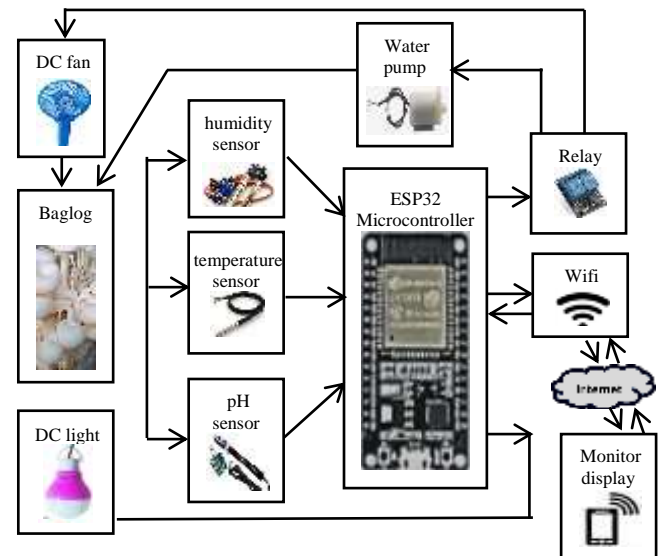 DC fan
Water
pump
humidity
sensor
Relay
ESP32
Microcontroller
Baglog
temperature
sensor
Wifi
Internet
pH
sensor
DC light
Monitor
display